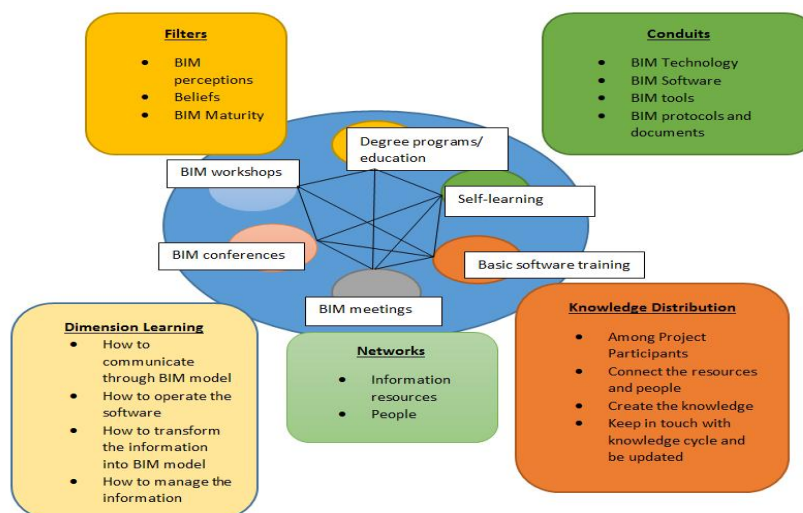 Filters
• BIM
perceptions
• Beliefs
• BIM Maturity
Conduits
• BIM Technology
• BIM Software
• BIM tools
• BIM protocols and
documents
Degree programs/
education
BIM workshops
Self-learning
BIM conferences
Basic software training
BIM meetings
Dimension Learning
• How to
communicate
through BIM model
• How to operate the
software
• How to transform
the information
into BIM model
• How to manage the
information
Networks
• Information
resources
• People
Knowledge Distribution
• Among Project
Participants
• Connect the resources
and people
• Create the knowledge
• Keep in touch with
knowledge cycle and
be updated